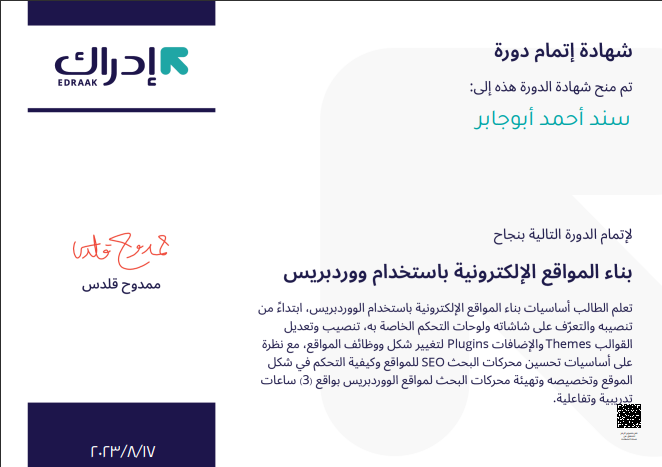 شهادة إتمام دورة
تم منح شهادة الدورة هذه إلى:
سند أحمد أبوجابر
لإتمام الدورة التالية بنجاح
بناء المواقع الإلكترونية باستخدام ووردبريس
تعلم الطالب أساسيات بناء المواقع الإلكترونية باستخدام الووردبريس، ابتداءً من
تنصيبه والتعرّف على شاشاته ولوحات التحكم الخاصة به، تنصيب وتعديل
القوالب Themes والإضافات Plugins لتغيير شكل ووظائف المواقع، مع نظرة
على أساسيات تحسين محركات البحث SEO للمواقع وكيفية التحكم في شكل
الموقع وتخصيصه وتهيئة محركات البحث لمواقع الووردبريس بواقع (3) ساعات
تدريبية وتفاعلية.
إدراك
EDRAAK
ممدوح قلدس
ممدوح قلدس
٢٠٢٣/٨/١٧